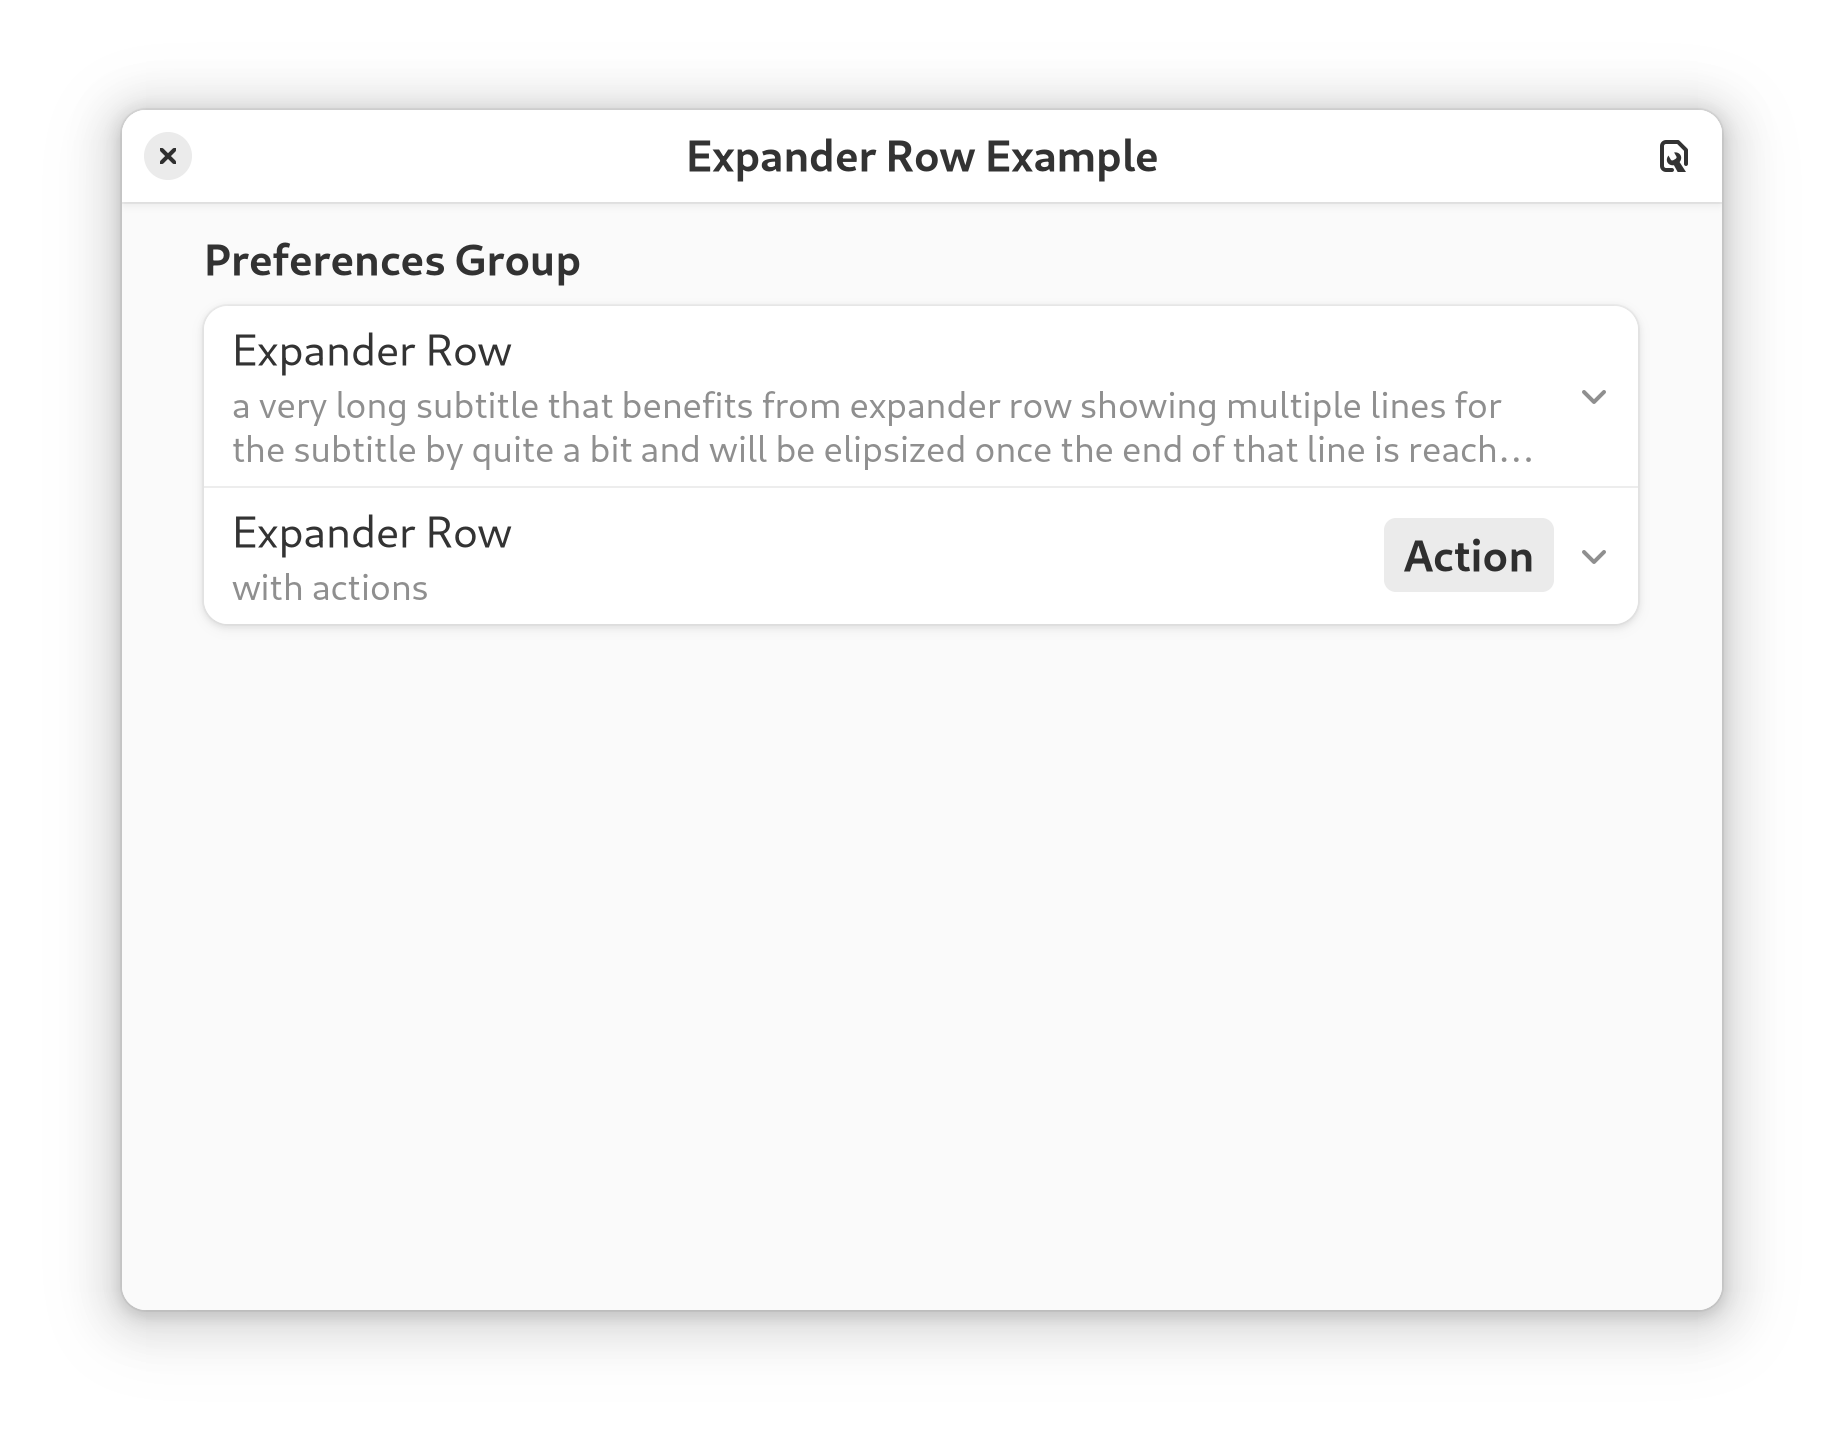 Expander Row Example
Preferences Group
Expander Row
a very long subtitle that benefits from expander row showing multiple lines for
the subtitle by quite a bit and will be elipsized once the end of that line is reach…
Expander Row
with actions
Action